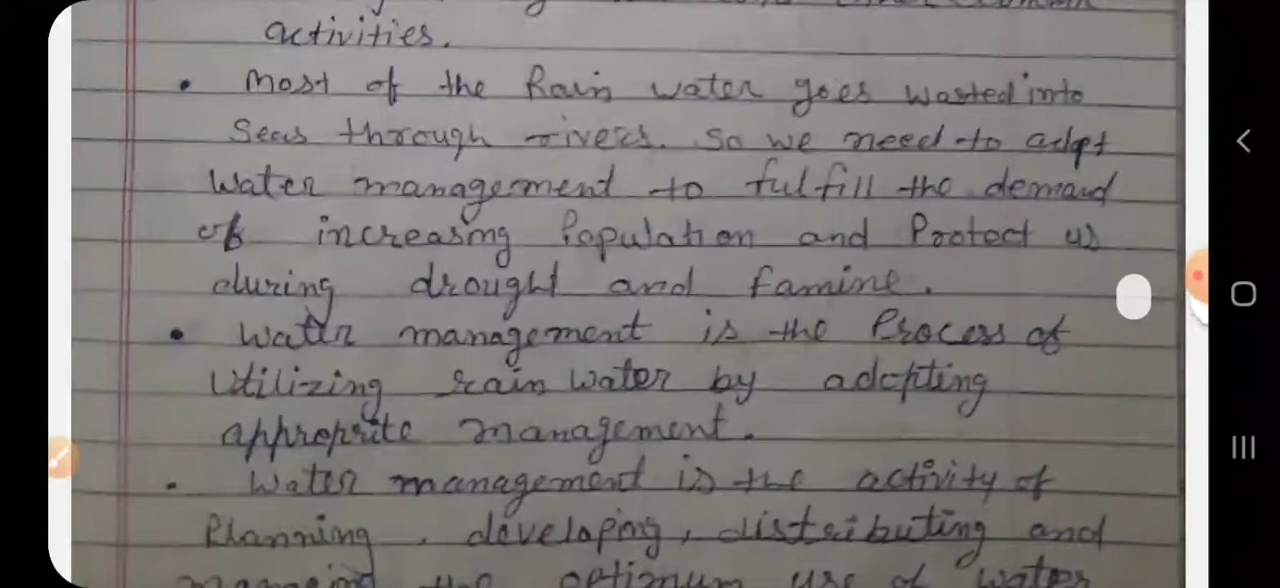 activities.
• Most of the Rain water goes wasted into
Seas through rivers. So we need to adopt
Water management to fulfill the demand
of increasing Population and Protect us
during drought and famine.
• Water management is the Process of
Utilizing rain water by adopting
approprite management.
• Water management is the activity of
Planning, developing, distributing and
the optimum use of water